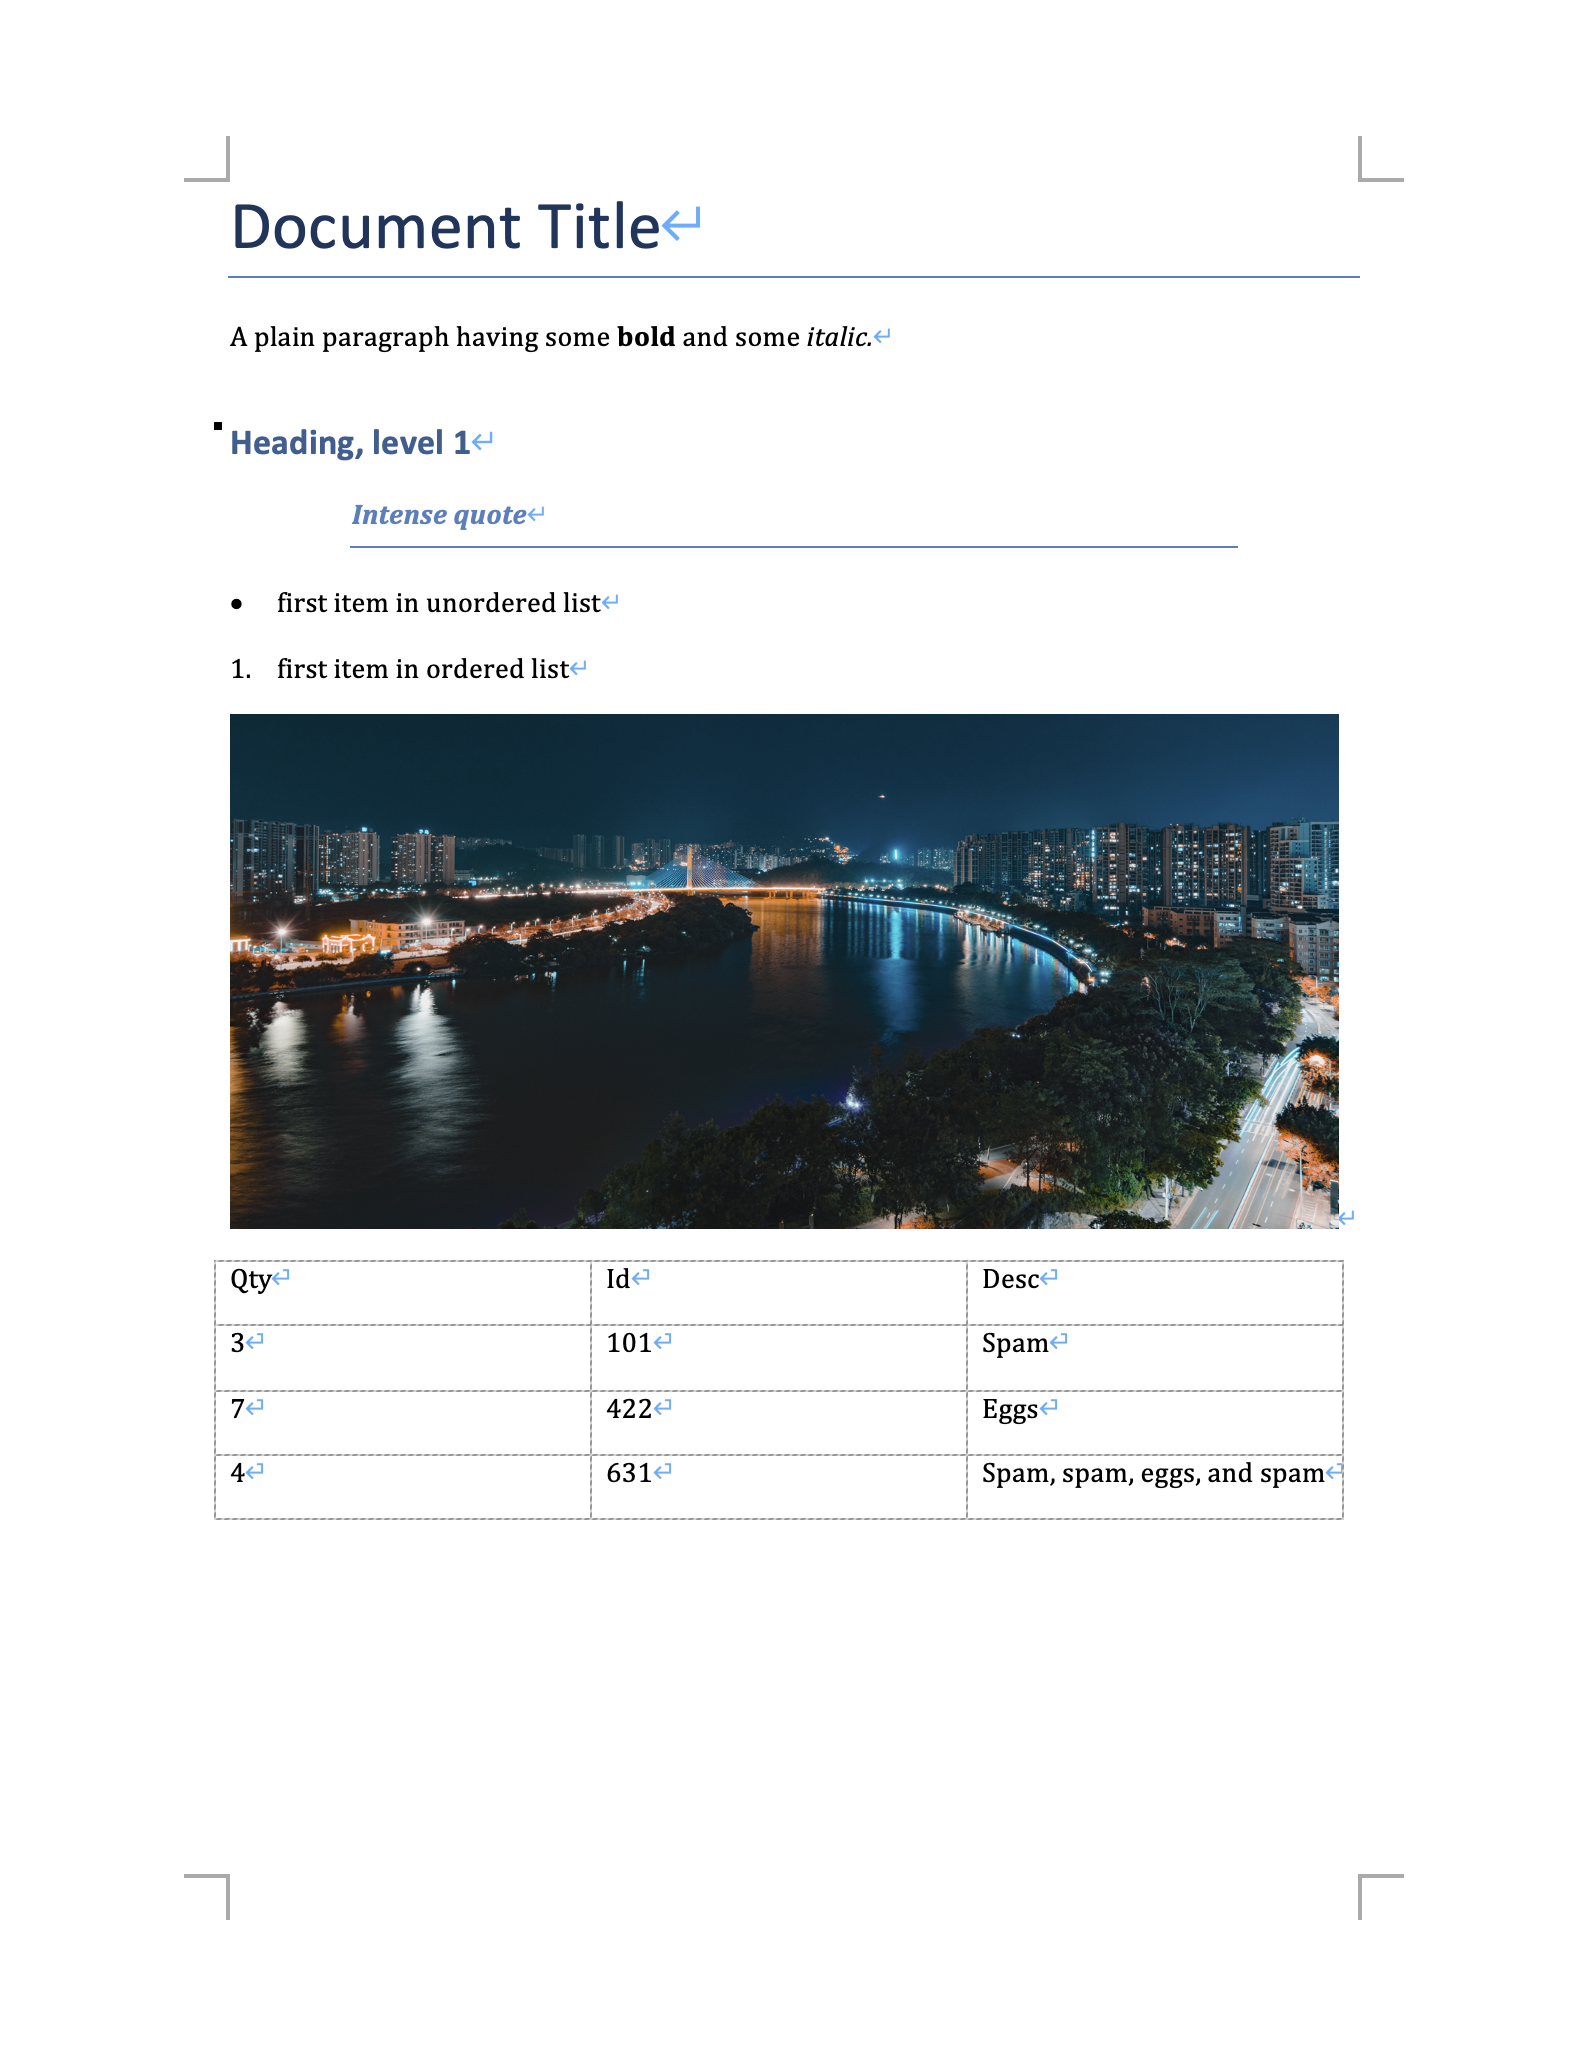 Document Title
A plain paragraph having some bold and some italic.
Heading, level 1
Intense quote
• first item in unordered list
1. first item in ordered list
Qty Id Desc
3 101 Spam
7 422 Eggs
4 631 Spam, spam, eggs, and spam